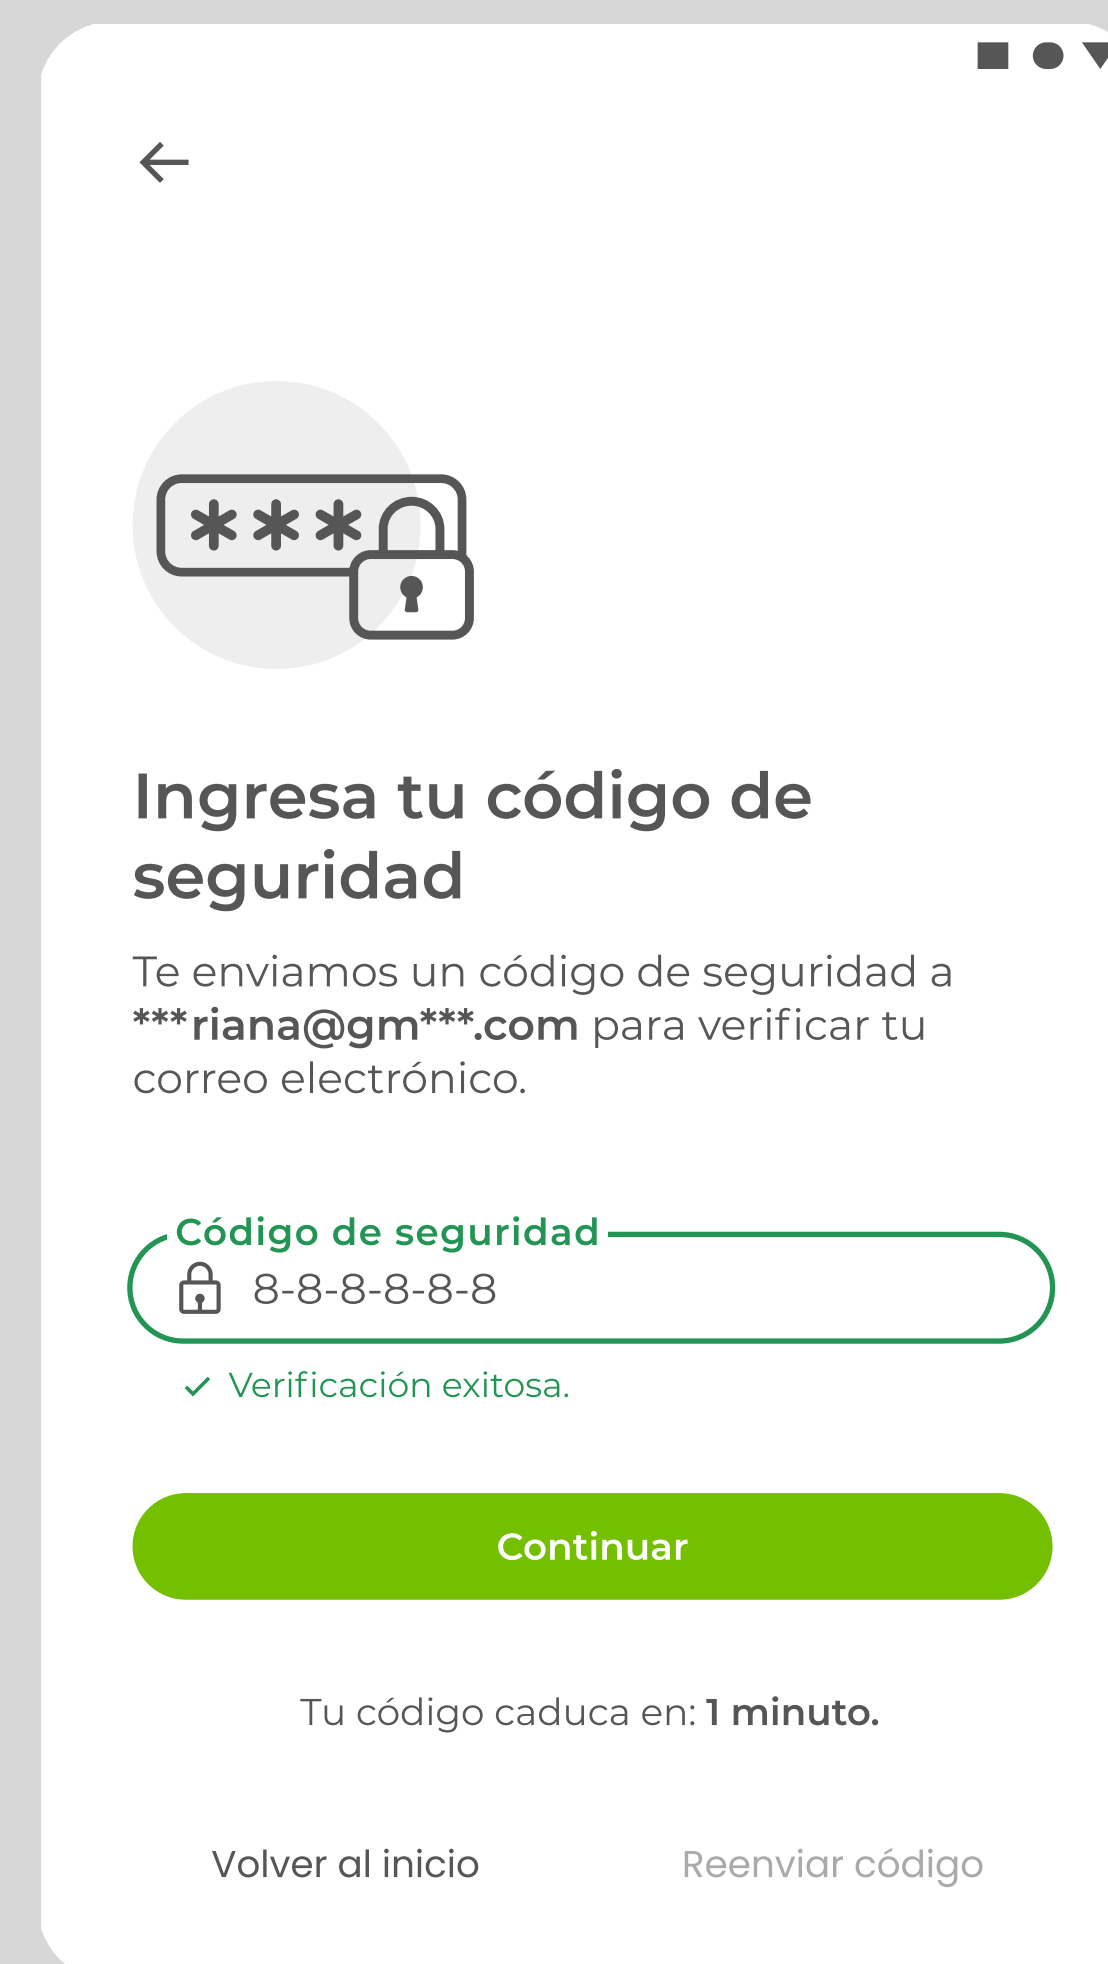 Ingresa tu código de
seguridad
Te enviamos un código de seguridad a
***riana@gm***.com para verificar tu
correo electrónico.
Código de seguridad
8-8-8-8-8-8
Verificación exitosa.
Continuar
Tu código caduca en: 1 minuto.
Volver al inicio
Reenviar código